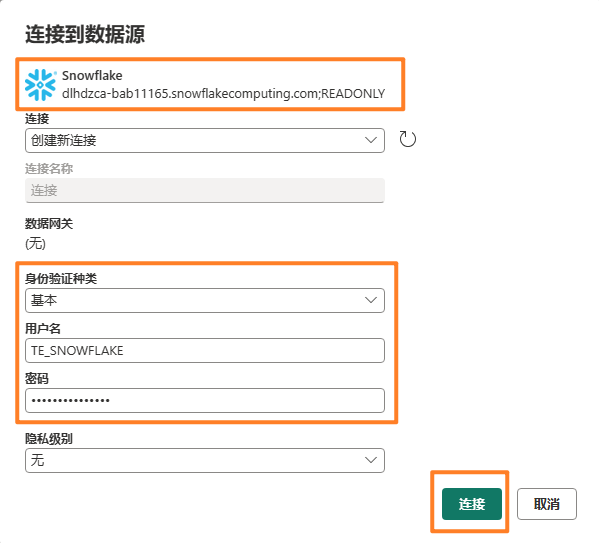 连接到数据源
Snowflake
dlhdzca-bab11165.snowflakecomputing.com;READONLY
连接
创建新连接
连接名称
连接
数据网关
(无)
身份验证种类
基本
用户名
TE_SNOWFLAKE
密码
•••••••••••••••
隐私级别
无
连接
取消